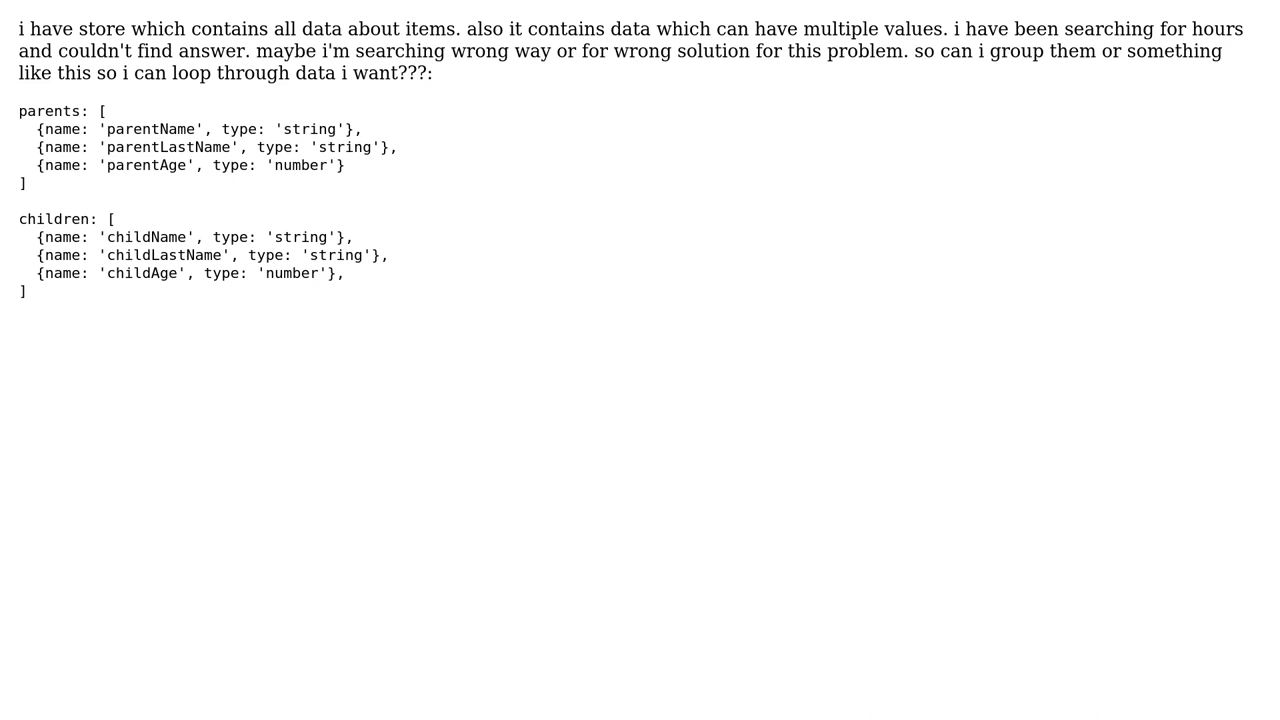 i have store which contains all data about items. also it contains data which can have multiple values. i have been searching for hours
and couldn't find answer. maybe i'm searching wrong way or for wrong solution for this problem. so can i group them or something
like this so i can loop through data i want???:
parents: [
  {name: 'parentName', type: 'string'},
  {name: 'parentLastName', type: 'string'},
  {name: 'parentAge', type: 'number'}
]
children: [
  {name: 'childName', type: 'string'},
  {name: 'childLastName', type: 'string'},
  {name: 'childAge', type: 'number'},
]